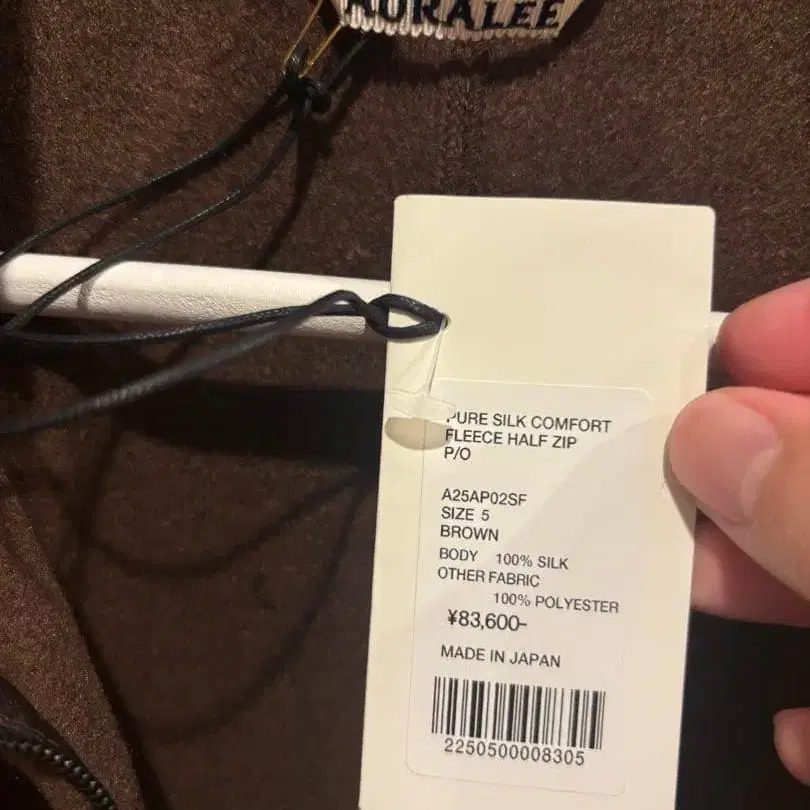 AURALEE
PURE SILK COMFORT
FLEECE HALF ZIP
P/O
A25AP02SF
SIZE 5
BROWN
BODY 100% SILK
OTHER FABRIC
100% POLYESTER
¥83,600-
MADE IN JAPAN
2250500008305